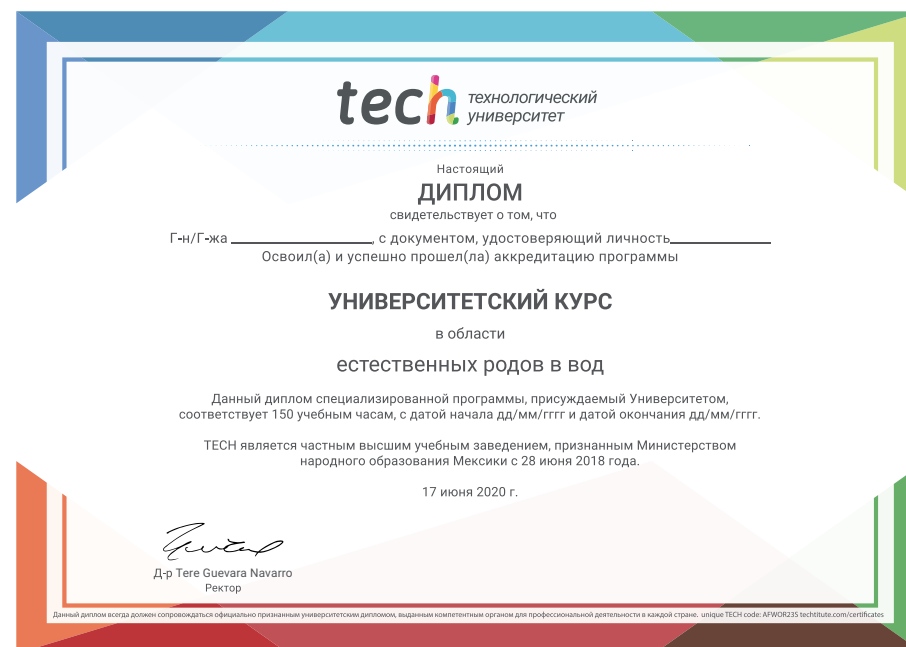 tech технологический
университет
Настоящий
ДИПЛОМ
свидетельствует о том, что
Г-н/Г-жа ___________________, с документом, удостоверяющий личность______________
Освоил(а) и успешно прошел(ла) аккредитацию программы
УНИВЕРСИТЕТСКИЙ КУРС
в области
естественных родов в вод
Данный диплом специализированной программы, присуждаемый Университетом,
соответствует 150 учебным часам, с датой начала дд/мм/гггг и датой окончания дд/мм/гггг.
TECH является частным высшим учебным заведением, признанным Министерством
народного образования Мексики с 28 июня 2018 года.
17 июня 2020 г.
Д-р Tere Guevara Navarro
Ректор
Данный диплом всегда должен сопровождаться официально признанным университетским дипломом, выданным компетентным органом для профессиональной деятельности в каждой стране. unique TECH code: AFWOR23S techtitute.com/certificates